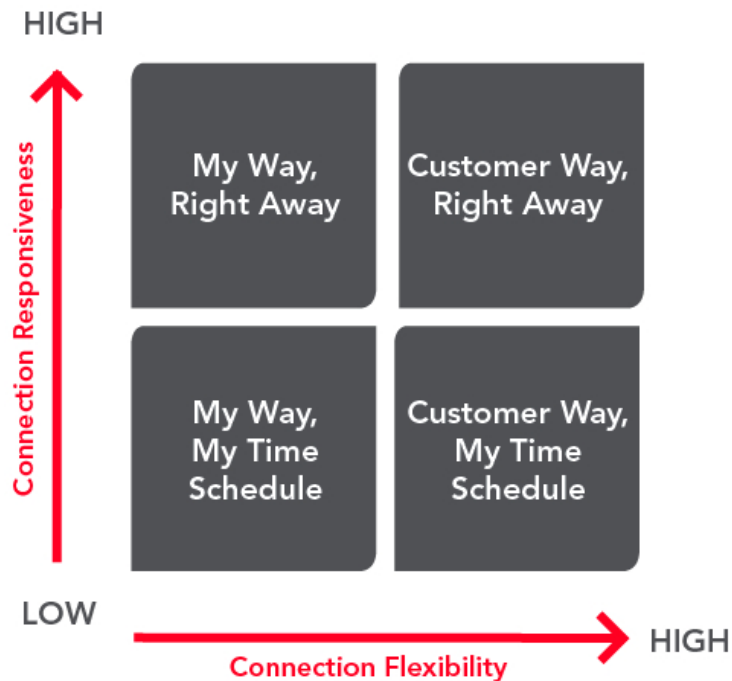 HIGH
Connection Responsiveness
My Way,
Right Away
Customer Way,
Right Away
My Way,
My Time
Schedule
Customer Way,
My Time
Schedule
LOW
HIGH
Connection Flexibility